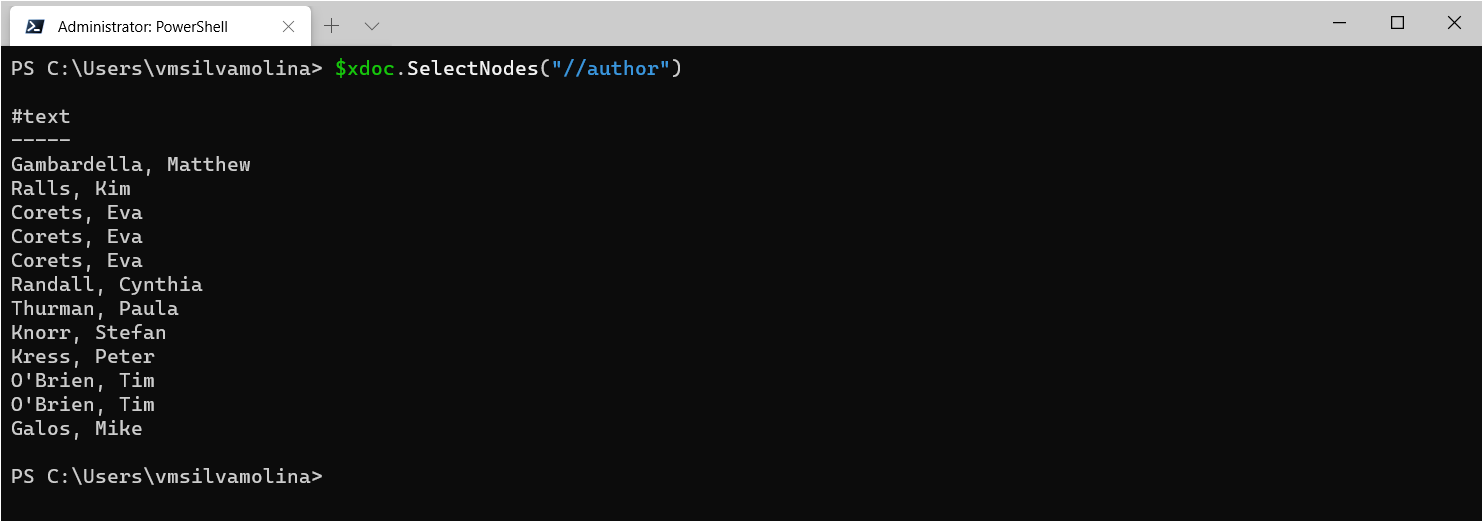 Administrator: PowerShell
PS C:\Users\vmsilvamolina> $xdoc.SelectNodes("//author")
#text
-----
Gambardella, Matthew
Ralls, Kim
Corets, Eva
Corets, Eva
Corets, Eva
Randall, Cynthia
Thurman, Paula
Knorr, Stefan
Kress, Peter
O'Brien, Tim
O'Brien, Tim
Galos, Mike
PS C:\Users\vmsilvamolina>